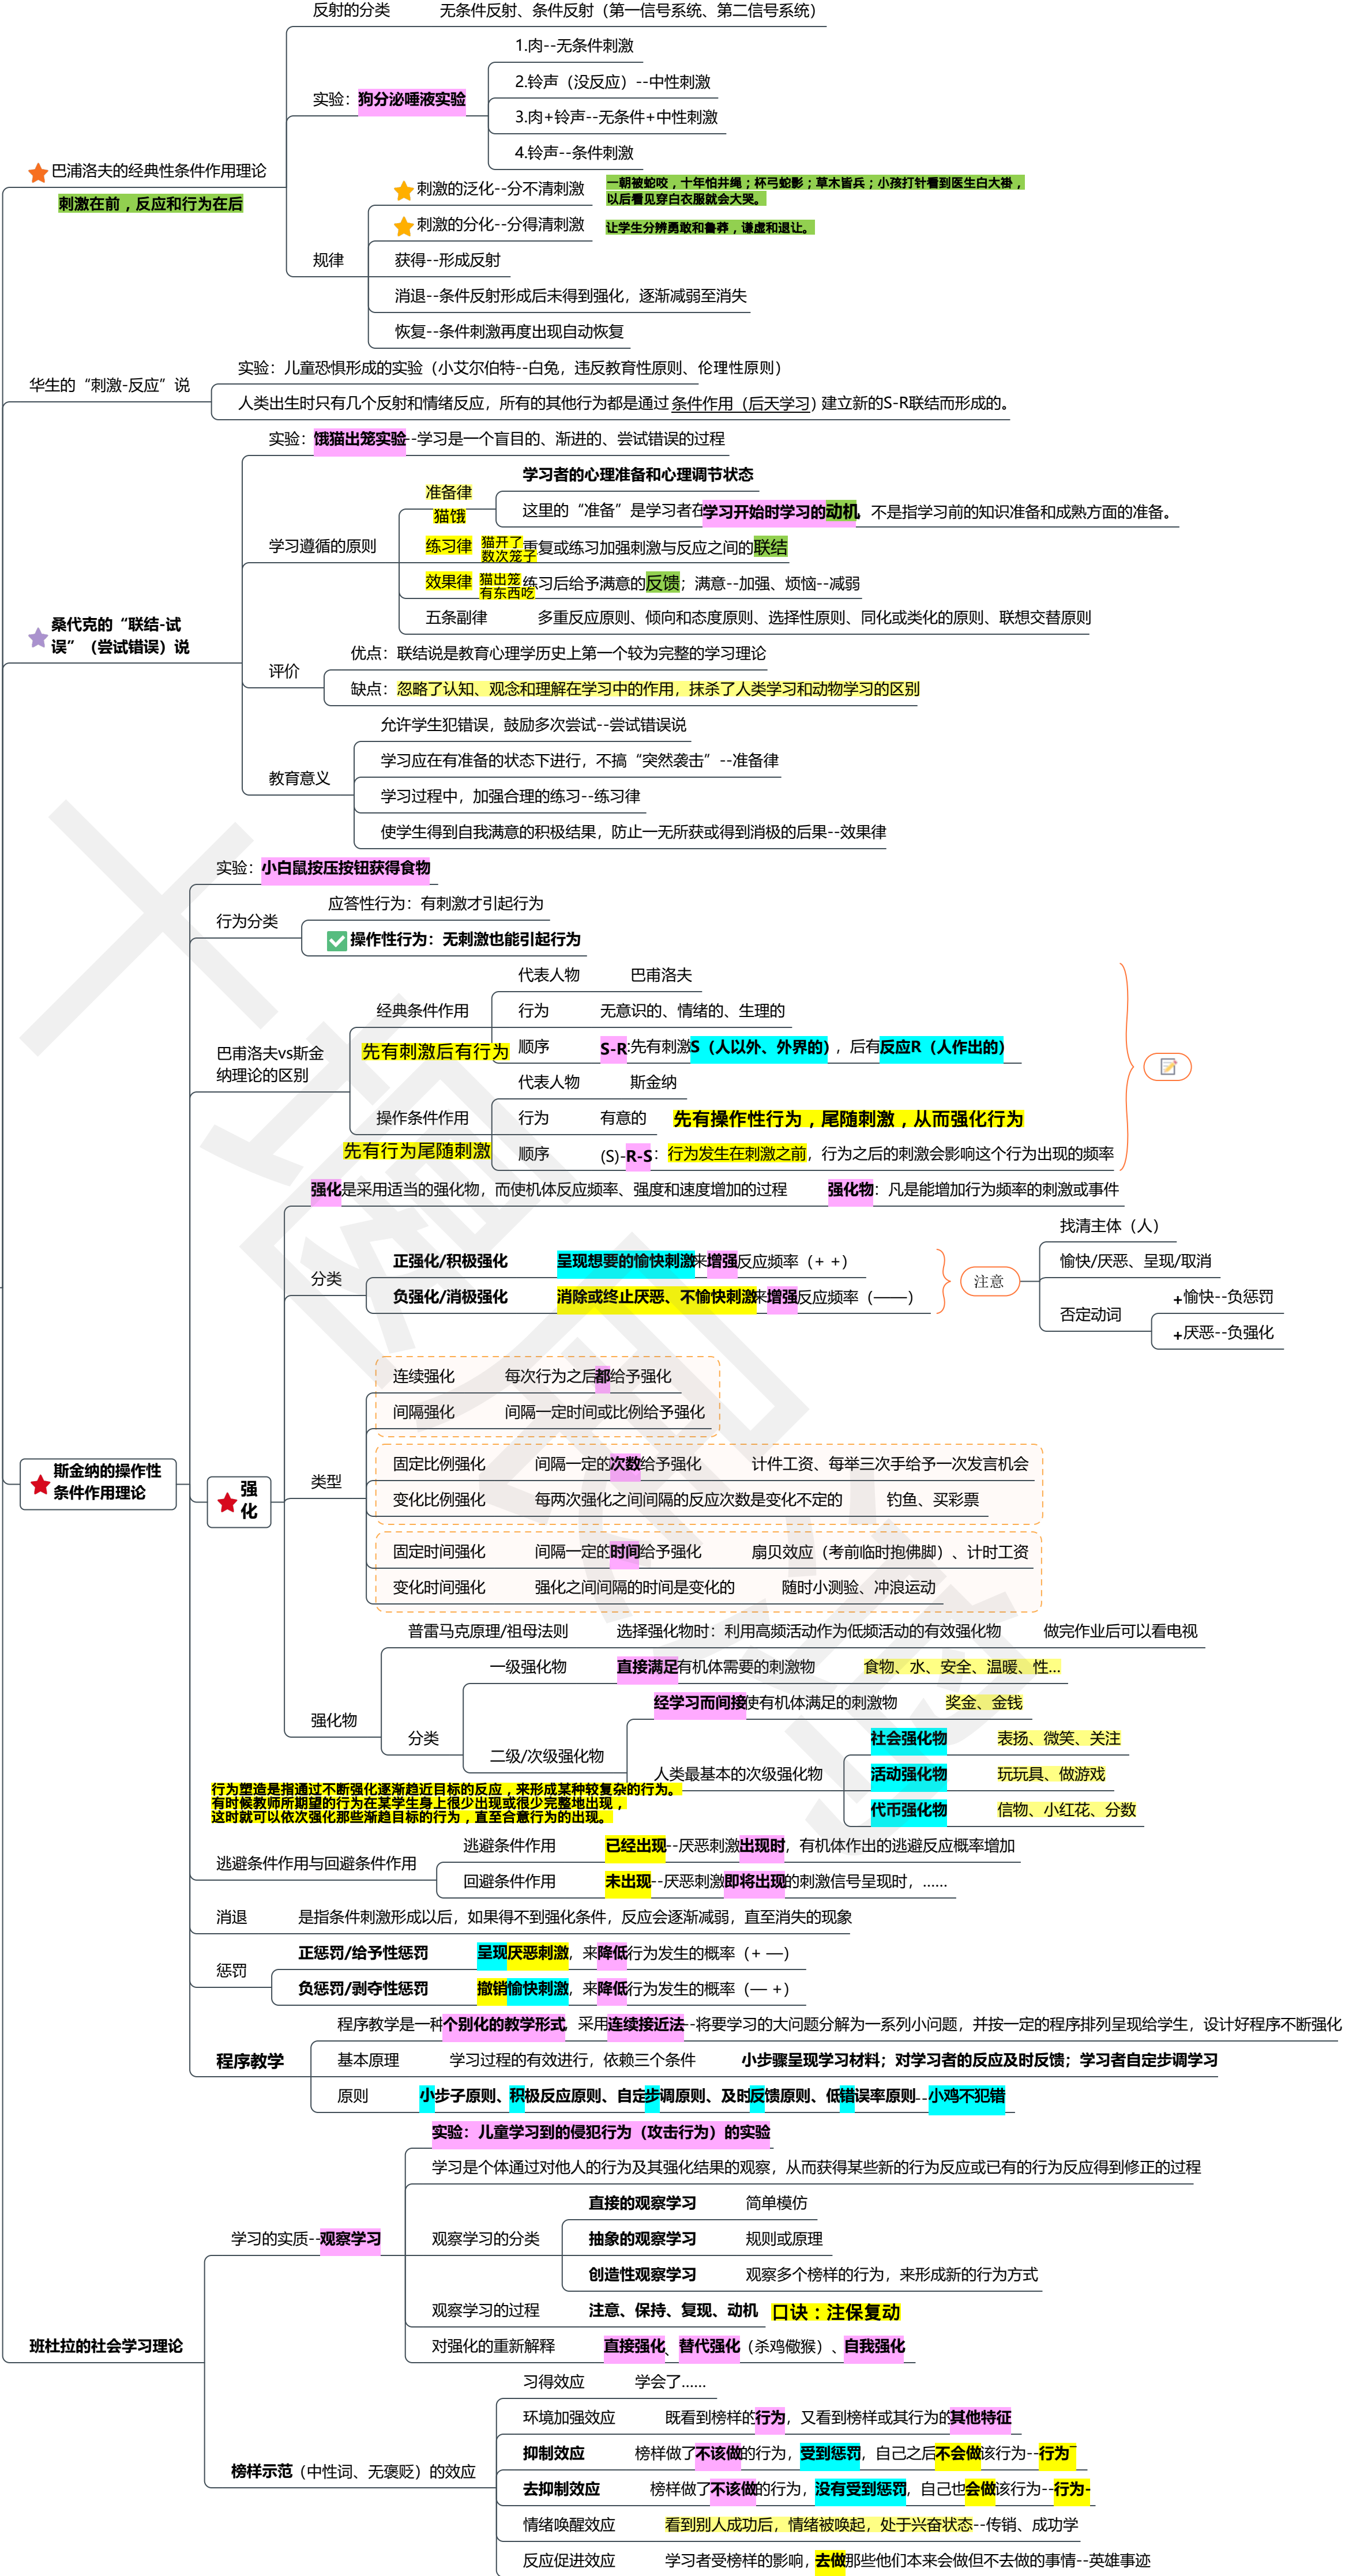 反射的分类 无条件反射、条件反射（第一信号系统、第二信号系统）
1.肉--无条件刺激
2.铃声（没反应）--中性刺激
实验：狗分泌唾液实验
3.肉+铃声--无条件+中性刺激
4.铃声--条件刺激
巴浦洛夫的经典性条件作用理论
刺激在前，反应和行为在后
刺激的泛化--分不清刺激
一朝被蛇咬，十年怕井绳；杯弓蛇影；草木皆兵；小孩打针看到医生白大褂，
以后看见穿白衣服就会大哭。
刺激的分化--分得清刺激 让学生分辨勇敢和鲁莽，谦虚和退让。
规律 获得--形成反射
消退--条件反射形成后未得到强化，逐渐减弱至消失
恢复--条件刺激再度出现自动恢复
华生的“刺激-反应”说
实验：儿童恐惧形成的实验（小艾尔伯特--白兔，违反教育性原则、伦理性原则）
人类出生时只有几个反射和情绪反应，所有的其他行为都是通过 条件作用（后天学习）建立新的S-R联结而形成的。
实验：饿猫出笼实验--学习是一个盲目的、渐进的、尝试错误的过程
学习者的心理准备和心理调节状态
准备律
猫饿
这里的“准备”是学习者在学习开始时学习的动机，不是指学习前的知识准备和成熟方面的准备。
学习遵循的原则
练习律 猫开了
数次笼子 重复或练习加强刺激与反应之间的联结
效果律 猫出笼
有东西吃 练习后给予满意的反馈；满意--加强、烦恼--减弱
五条副律 多重反应原则、倾向和态度原则、选择性原则、同化或类化的原则、联想交替原则
桑代克的“联结-试
误”（尝试错误）说
评价
优点：联结说是教育心理学历史上第一个较为完整的学习理论
缺点：忽略了认知、观念和理解在学习中的作用，抹杀了人类学习和动物学习的区别
允许学生犯错误，鼓励多次尝试--尝试错误说
学习应在有准备的状态下进行，不搞“突然袭击”--准备律
教育意义
学习过程中，加强合理的练习--练习律
使学生得到自我满意的积极结果，防止一无所获或得到消极的后果--效果律
实验：小白鼠按压按钮获得食物
行为分类
应答性行为：有刺激才引起行为
操作性行为：无刺激也能引起行为
代表人物 巴甫洛夫
经典条件作用 行为 无意识的、情绪的、生理的
先有刺激后有行为 顺序 S-R:先有刺激S（人以外、外界的），后有反应R（人作出的）
巴甫洛夫vs斯金
纳理论的区别
代表人物 斯金纳
操作条件作用 行为 有意的 先有操作性行为，尾随刺激，从而强化行为
先有行为尾随刺激 顺序 (S)-R-S：行为发生在刺激之前，行为之后的刺激会影响这个行为出现的频率
强化是采用适当的强化物，而使机体反应频率、强度和速度增加的过程 强化物：凡是能增加行为频率的刺激或事件
分类
正强化/积极强化 呈现想要的愉快刺激来增强反应频率（+ +）
负强化/消极强化 消除或终止厌恶、不愉快刺激来增强反应频率（——）
注意
找清主体（人）
愉快/厌恶、呈现/取消
否定动词
+愉快--负惩罚
+厌恶--负强化
连续强化 每次行为之后都给予强化
间隔强化 间隔一定时间或比例给予强化
类型
固定比例强化 间隔一定的次数给予强化 计件工资、每举三次手给予一次发言机会
变化比例强化 每两次强化之间间隔的反应次数是变化不定的 钓鱼、买彩票
固定时间强化 间隔一定的时间给予强化 扇贝效应（考前临时抱佛脚）、计时工资
变化时间强化 强化之间间隔的时间是变化的 随时小测验、冲浪运动
斯金纳的操作性
条件作用理论
强
化
普雷马克原理/祖母法则 选择强化物时：利用高频活动作为低频活动的有效强化物 做完作业后可以看电视
一级强化物 直接满足有机体需要的刺激物 食物、水、安全、温暖、性...
强化物
分类
经学习而间接使有机体满足的刺激物 奖金、金钱
二级/次级强化物
社会强化物 表扬、微笑、关注
人类最基本的次级强化物 活动强化物 玩玩具、做游戏
代币强化物 信物、小红花、分数
行为塑造是指通过不断强化逐渐趋近目标的反应，来形成某种较复杂的行为。
有时候教师所期望的行为在某学生身上很少出现或很少完整地出现，
这时就可以依次强化那些渐趋目标的行为，直至合意行为的出现。
逃避条件作用与回避条件作用
逃避条件作用 已经出现--厌恶刺激出现时，有机体作出的逃避反应概率增加
回避条件作用 未出现--厌恶刺激即将出现的刺激信号呈现时，......
消退 是指条件刺激形成以后，如果得不到强化条件，反应会逐渐减弱，直至消失的现象
惩罚
正惩罚/给予性惩罚 呈现厌恶刺激，来降低行为发生的概率（+ —）
负惩罚/剥夺性惩罚 撤销愉快刺激，来降低行为发生的概率（— +）
程序教学是一种个别化的教学形式，采用连续接近法--将要学习的大问题分解为一系列小问题，并按一定的程序排列呈现给学生，设计好程序不断强化
程序教学 基本原理 学习过程的有效进行，依赖三个条件 小步骤呈现学习材料；对学习者的反应及时反馈；学习者自定步调学习
原则 小步子原则、积极反应原则、自定步调原则、及时反馈原则、低错误率原则--小鸡不犯错
实验：儿童学习到的侵犯行为（攻击行为）的实验
学习是个体通过对他人的行为及其强化结果的观察，从而获得某些新的行为反应或已有的行为反应得到修正的过程
学习的实质--观察学习
观察学习的分类
直接的观察学习 简单模仿
抽象的观察学习 规则或原理
创造性观察学习 观察多个榜样的行为，来形成新的行为方式
观察学习的过程 注意、保持、复现、动机 口诀：注保复动
对强化的重新解释 直接强化、替代强化（杀鸡儆猴）、自我强化
班杜拉的社会学习理论
习得效应 学会了......
环境加强效应 既看到榜样的行为，又看到榜样或其行为的其他特征
抑制效应 榜样做了不该做的行为，受到惩罚，自己之后不会做该行为--行为-
榜样示范（中性词、无褒贬）的效应
去抑制效应 榜样做了不该做的行为，没有受到惩罚，自己也会做该行为--行为-
情绪唤醒效应 看到别人成功后，情绪被唤起，处于兴奋状态--传销、成功学
反应促进效应 学习者受榜样的影响，去做那些他们本来会做但不去做的事情--英雄事迹